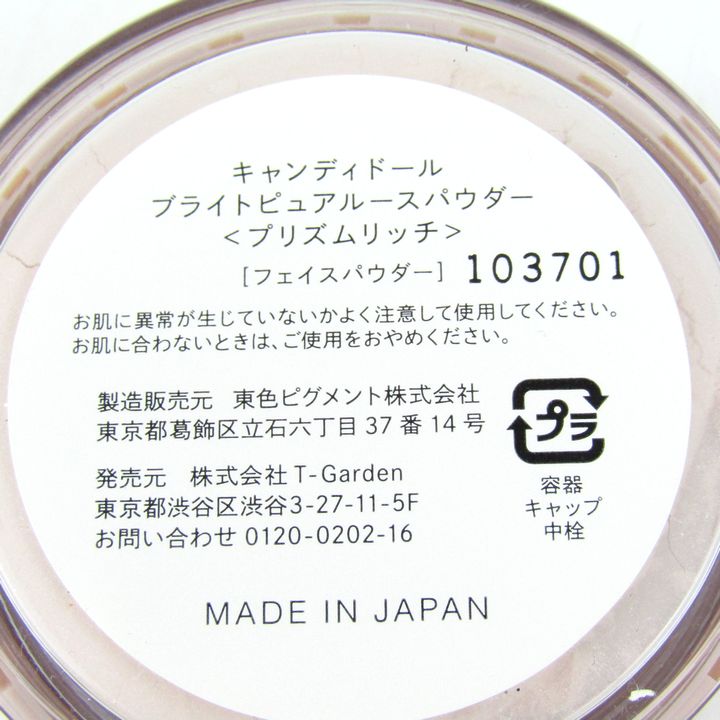 キャンディドール
ブライトピュアルースパウダー
<プリズムリッチ>
[フェイスパウダー] 103701
お肌に異常が生じていないかよく注意して使用してください。
お肌に合わないときは、ご使用をおやめください。
製造販売元 東色ピグメント株式会社
東京都葛飾区立石六丁目37番14号
発売元 株式会社T-Garden
東京都渋谷区渋谷3-27-11-5F
お問い合わせ 0120-0202-16
プラ
容器
キャップ
中栓
MADE IN JAPAN